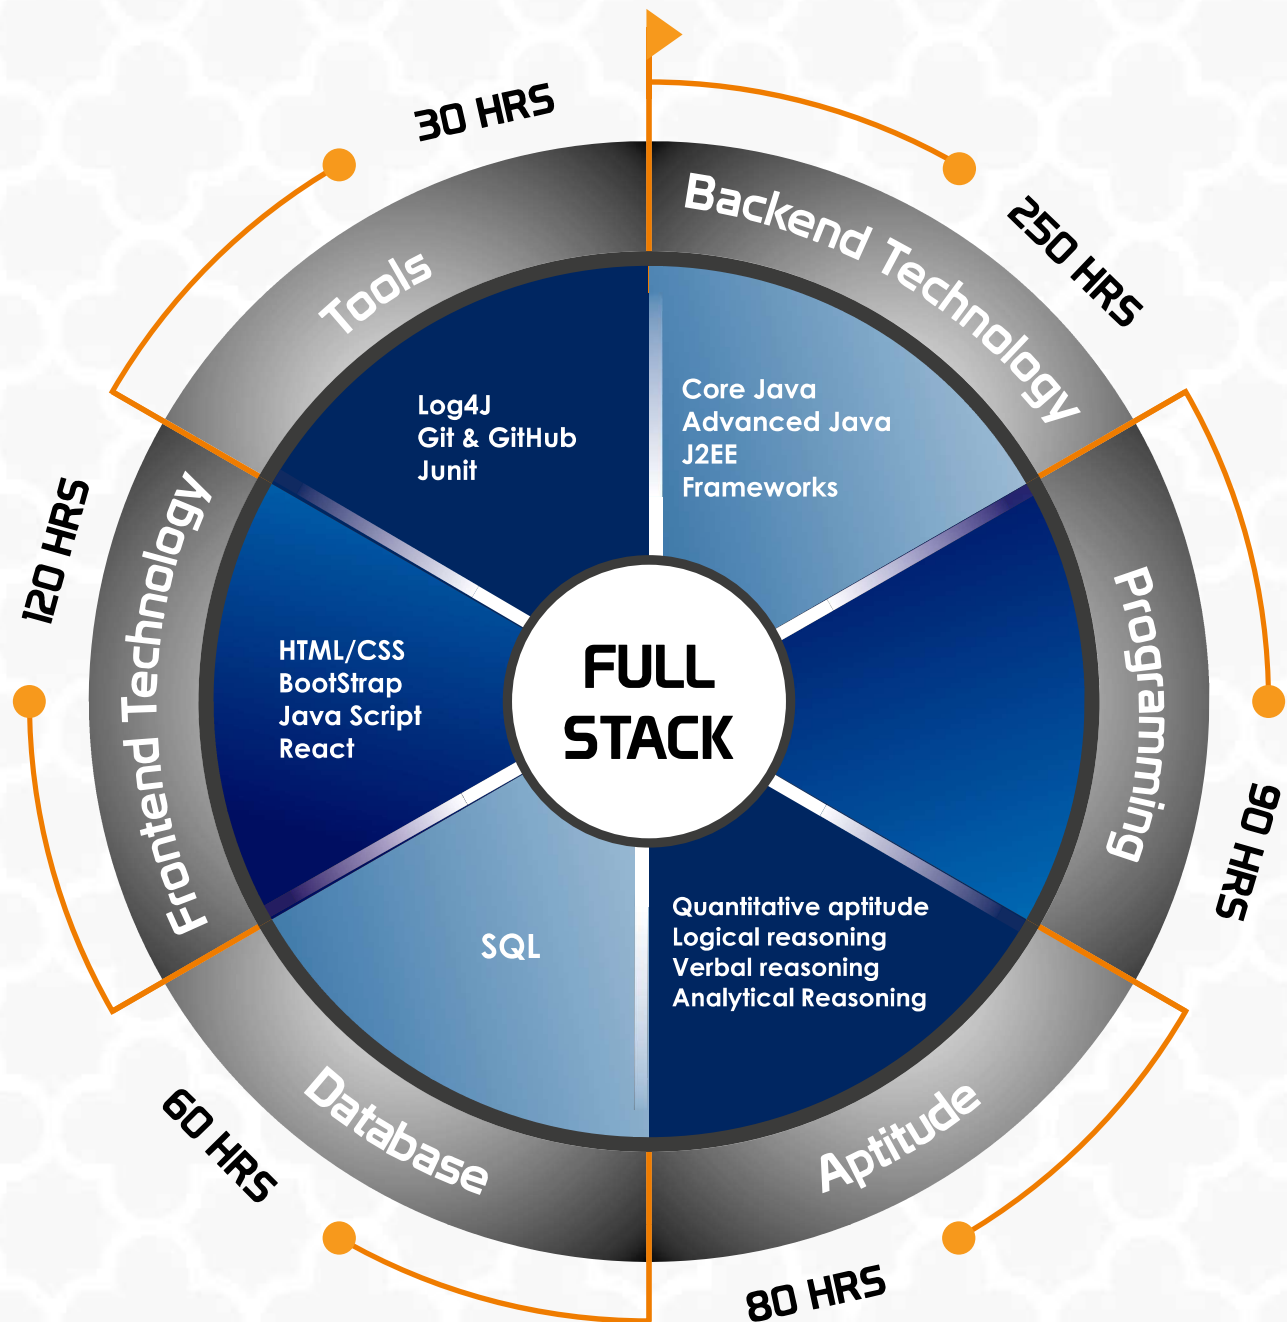 FULL
STACK
250 HRS
Backend Technology
Core Java
Advanced Java
J2EE
Frameworks
90 HRS
Programming
80 HRS
Aptitude
Quantitative aptitude
Logical reasoning
Verbal reasoning
Analytical Reasoning
60 HRS
Database
SQL
120 HRS
Frontend Technology
HTML/CSS
BootStrap
Java Script
React
30 HRS
Tools
Log4J
Git & GitHub
Junit